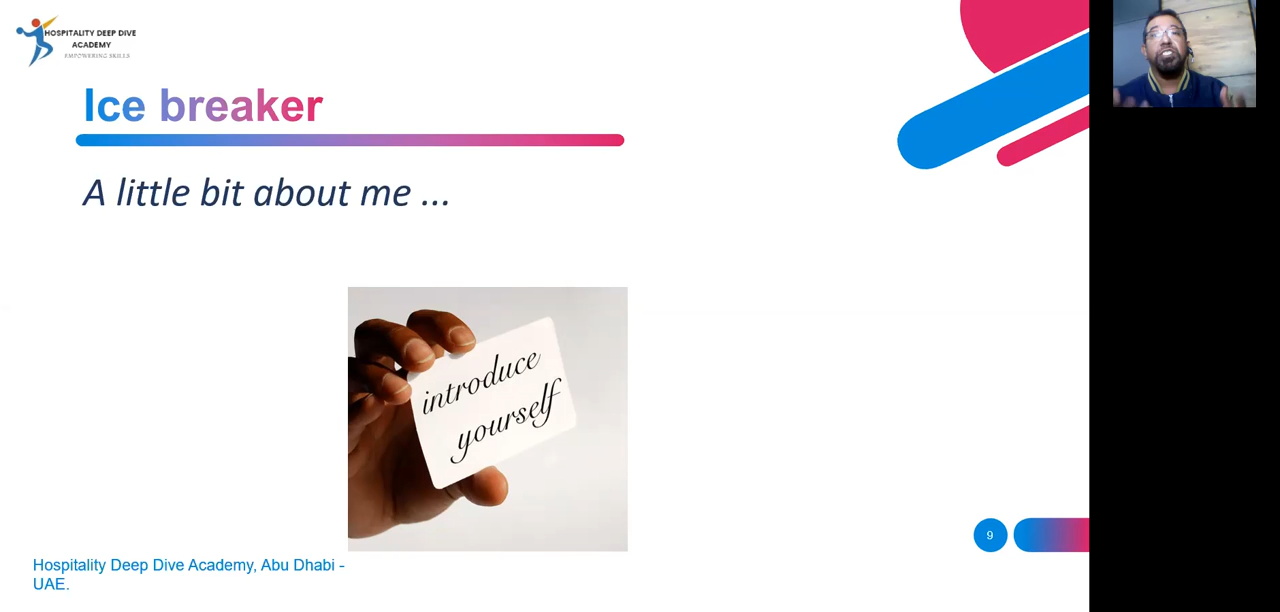 HOSPITALITY DEEP DIVE
ACADEMY
EMPOWERING SKILLS
Ice breaker
A little bit about me ...
introduce
yourself
9
Hospitality Deep Dive Academy, Abu Dhabi -
UAE.